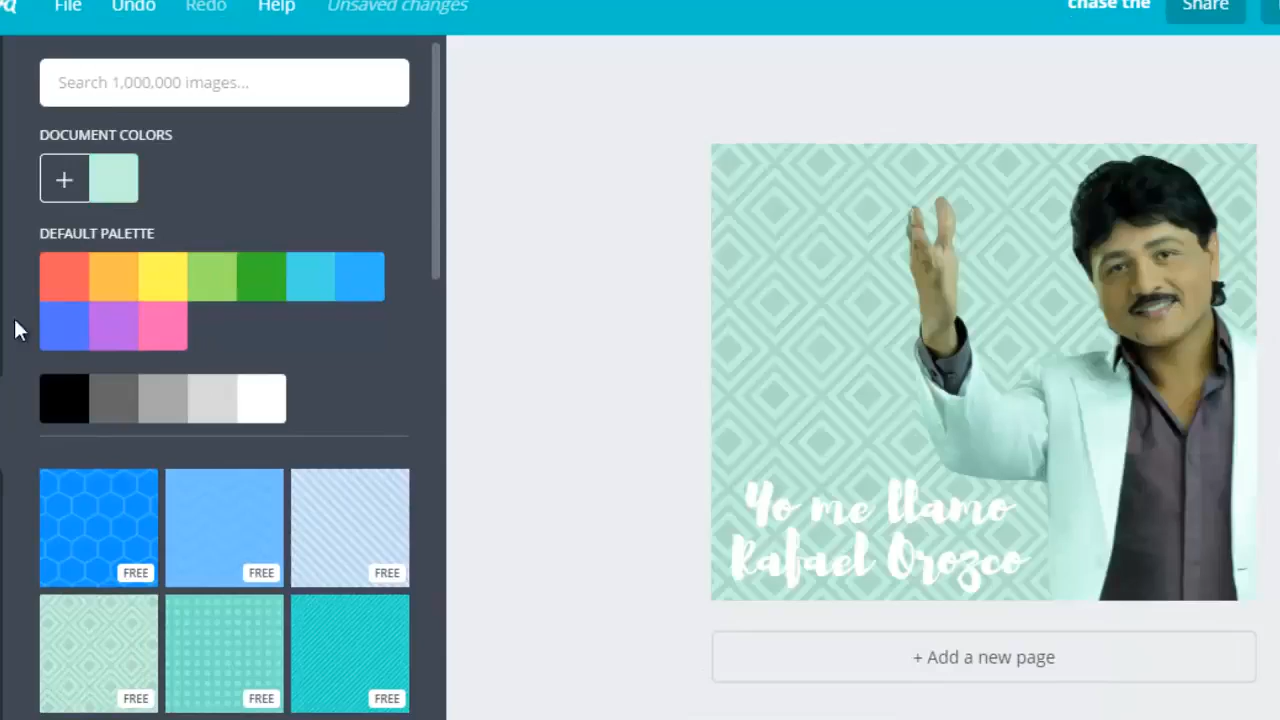 File Undo Redo Help Unsaved changes chase the Share
Search 1,000,000 images...
DOCUMENT COLORS
DEFAULT PALETTE
FREE FREE FREE
FREE FREE FREE
Yo me llamo
Rafael Orozco
+ Add a new page